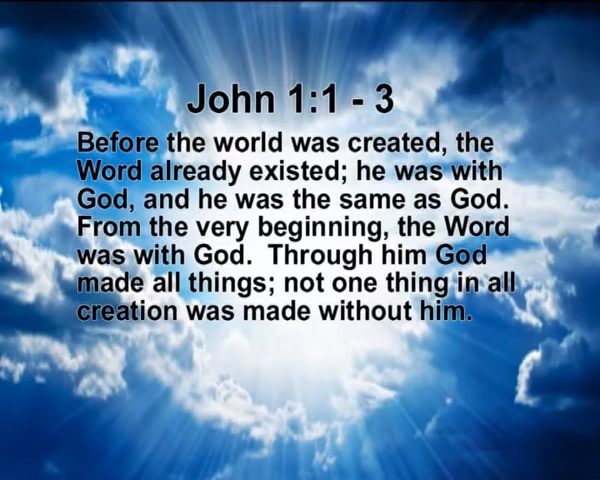 John 1:1 - 3
Before the world was created, the
Word already existed; he was with
God, and he was the same as God.
From the very beginning, the Word
was with God.  Through him God
made all things; not one thing in all
creation was made without him.